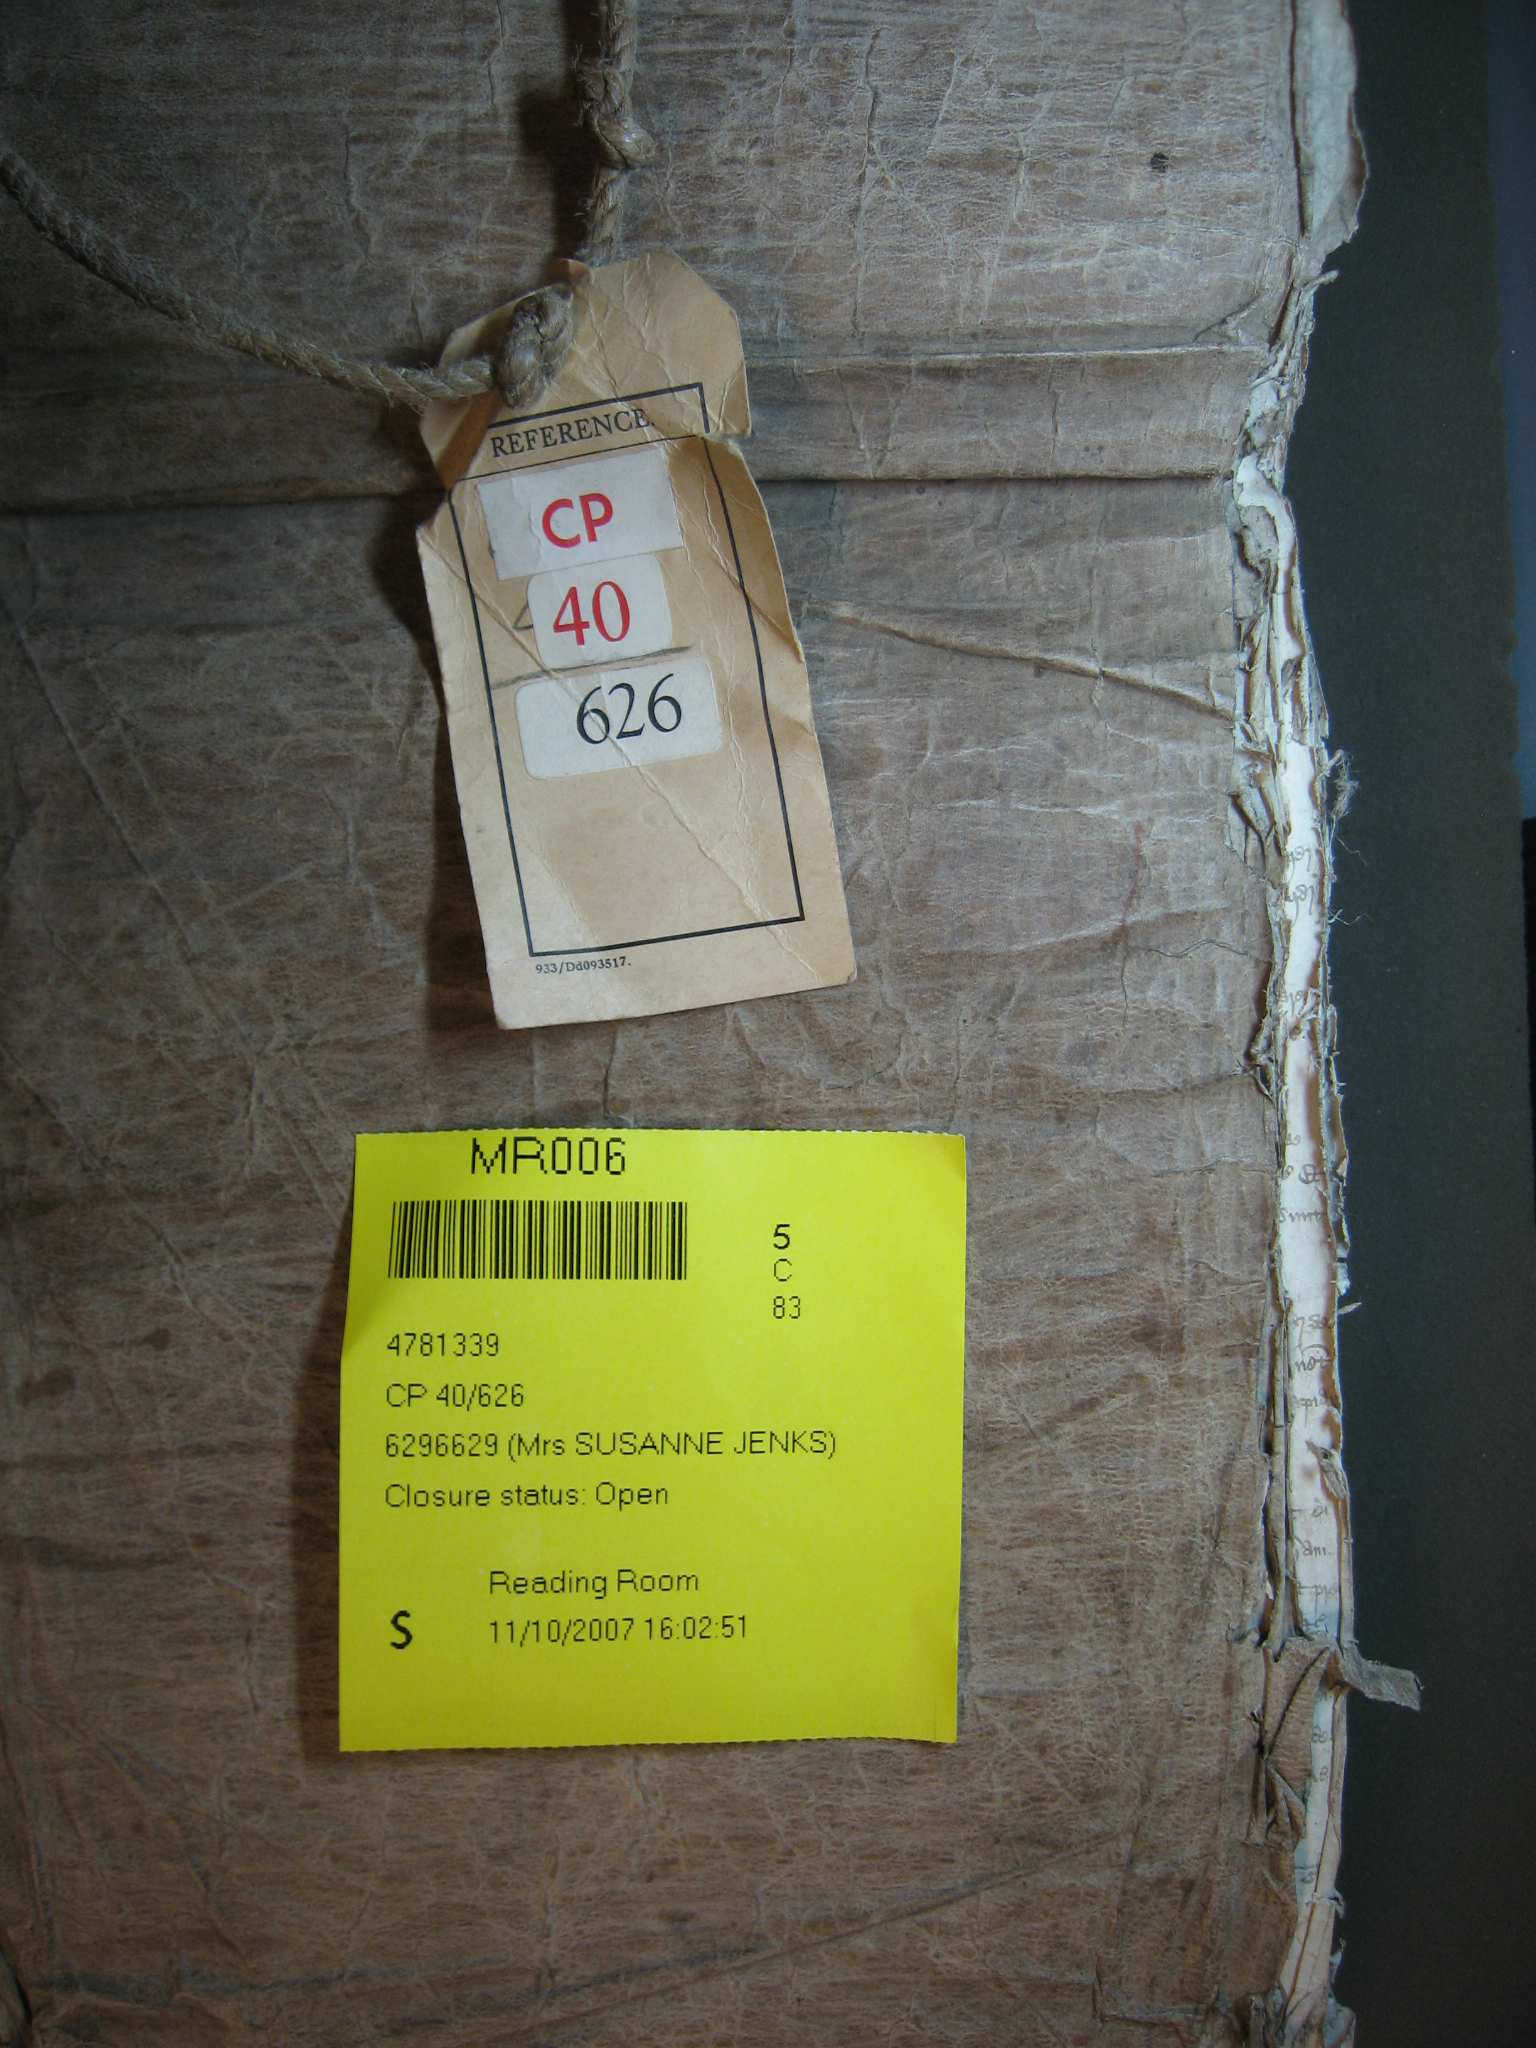 REFERENCE.
CP
40
626
933/Dd093517.
MR006
5
C
83
4781339
CP 40/626
6296629 (Mrs SUSANNE JENKS)
Closure status: Open
Reading Room
S 11/10/2007 16:02:51